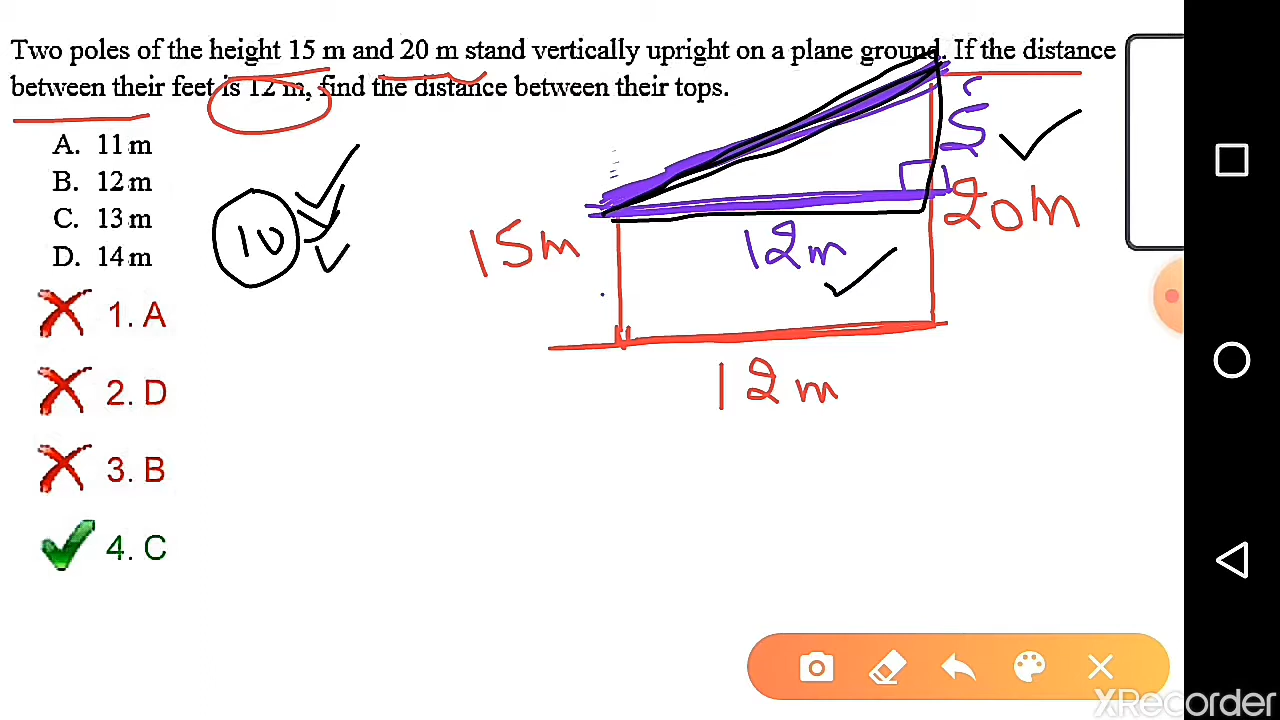 Two poles of the height 15 m and 20 m stand vertically upright on a plane ground. If the distance
between their feet is 12 m, find the distance between their tops.
A. 11 m
B. 12 m
C. 13 m
D. 14 m
10
15m
5
20m
12m
12m
1. A
2. D
3. B
4. C
XRecorder